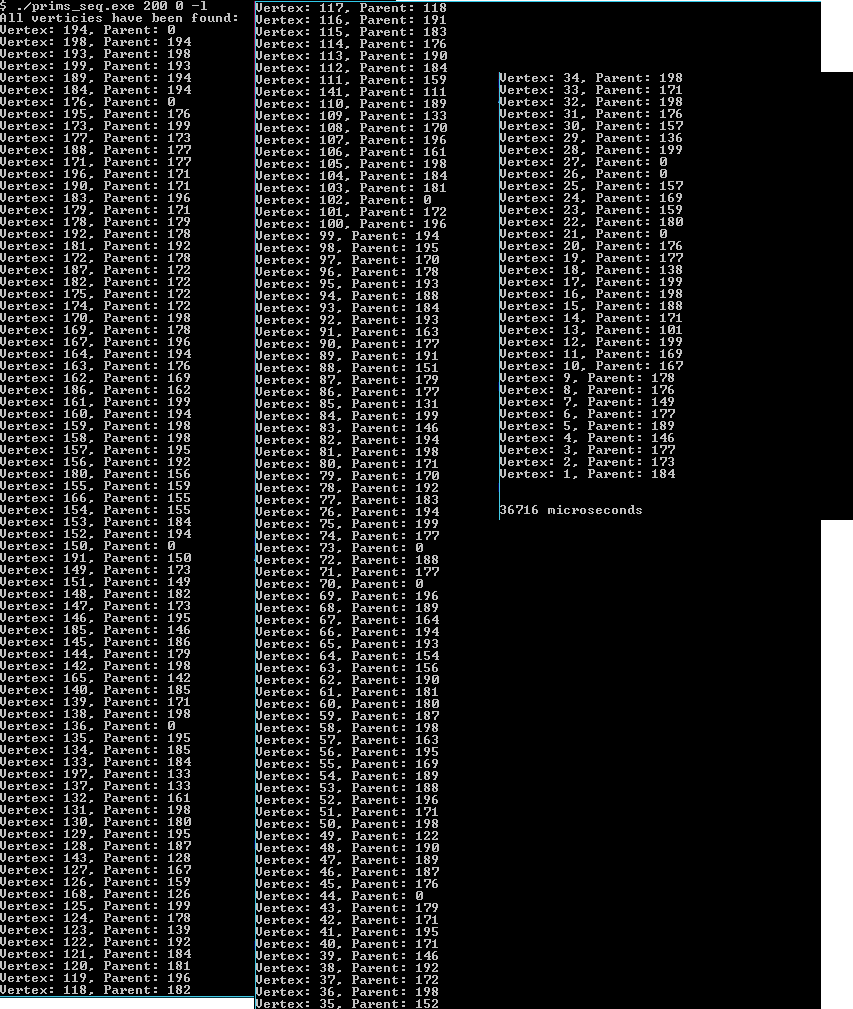 $ ./prims_seq.exe 200 0 -l
All verticies have been found:
Vertex: 194, Parent: 0
Vertex: 198, Parent: 194
Vertex: 193, Parent: 198
Vertex: 199, Parent: 193
Vertex: 189, Parent: 194
Vertex: 184, Parent: 194
Vertex: 176, Parent: 0
Vertex: 195, Parent: 176
Vertex: 173, Parent: 199
Vertex: 177, Parent: 173
Vertex: 188, Parent: 177
Vertex: 171, Parent: 177
Vertex: 196, Parent: 171
Vertex: 190, Parent: 171
Vertex: 183, Parent: 196
Vertex: 179, Parent: 171
Vertex: 178, Parent: 179
Vertex: 192, Parent: 178
Vertex: 181, Parent: 192
Vertex: 172, Parent: 178
Vertex: 187, Parent: 172
Vertex: 182, Parent: 172
Vertex: 175, Parent: 172
Vertex: 174, Parent: 172
Vertex: 170, Parent: 198
Vertex: 169, Parent: 178
Vertex: 167, Parent: 196
Vertex: 164, Parent: 194
Vertex: 163, Parent: 176
Vertex: 162, Parent: 169
Vertex: 186, Parent: 162
Vertex: 161, Parent: 199
Vertex: 160, Parent: 194
Vertex: 159, Parent: 198
Vertex: 158, Parent: 198
Vertex: 157, Parent: 195
Vertex: 156, Parent: 192
Vertex: 180, Parent: 156
Vertex: 155, Parent: 159
Vertex: 166, Parent: 155
Vertex: 154, Parent: 155
Vertex: 153, Parent: 184
Vertex: 152, Parent: 194
Vertex: 150, Parent: 0
Vertex: 191, Parent: 150
Vertex: 149, Parent: 173
Vertex: 151, Parent: 149
Vertex: 148, Parent: 182
Vertex: 147, Parent: 173
Vertex: 146, Parent: 195
Vertex: 185, Parent: 146
Vertex: 145, Parent: 186
Vertex: 144, Parent: 179
Vertex: 142, Parent: 198
Vertex: 165, Parent: 142
Vertex: 140, Parent: 185
Vertex: 139, Parent: 171
Vertex: 138, Parent: 198
Vertex: 136, Parent: 0
Vertex: 135, Parent: 195
Vertex: 134, Parent: 185
Vertex: 133, Parent: 184
Vertex: 197, Parent: 133
Vertex: 137, Parent: 133
Vertex: 132, Parent: 161
Vertex: 131, Parent: 198
Vertex: 130, Parent: 180
Vertex: 129, Parent: 195
Vertex: 128, Parent: 187
Vertex: 143, Parent: 128
Vertex: 127, Parent: 167
Vertex: 126, Parent: 159
Vertex: 168, Parent: 126
Vertex: 125, Parent: 199
Vertex: 124, Parent: 178
Vertex: 123, Parent: 139
Vertex: 122, Parent: 192
Vertex: 121, Parent: 184
Vertex: 120, Parent: 181
Vertex: 119, Parent: 196
Vertex: 118, Parent: 182
Vertex: 117, Parent: 118
Vertex: 116, Parent: 191
Vertex: 115, Parent: 183
Vertex: 114, Parent: 176
Vertex: 113, Parent: 190
Vertex: 112, Parent: 184
Vertex: 111, Parent: 159
Vertex: 141, Parent: 111
Vertex: 110, Parent: 189
Vertex: 109, Parent: 133
Vertex: 108, Parent: 170
Vertex: 107, Parent: 196
Vertex: 106, Parent: 161
Vertex: 105, Parent: 198
Vertex: 104, Parent: 184
Vertex: 103, Parent: 181
Vertex: 102, Parent: 0
Vertex: 101, Parent: 172
Vertex: 100, Parent: 196
Vertex: 99, Parent: 194
Vertex: 98, Parent: 195
Vertex: 97, Parent: 170
Vertex: 96, Parent: 178
Vertex: 95, Parent: 193
Vertex: 94, Parent: 188
Vertex: 93, Parent: 184
Vertex: 92, Parent: 193
Vertex: 91, Parent: 163
Vertex: 90, Parent: 177
Vertex: 89, Parent: 191
Vertex: 88, Parent: 151
Vertex: 87, Parent: 179
Vertex: 86, Parent: 177
Vertex: 85, Parent: 131
Vertex: 84, Parent: 199
Vertex: 83, Parent: 146
Vertex: 82, Parent: 194
Vertex: 81, Parent: 198
Vertex: 80, Parent: 171
Vertex: 79, Parent: 170
Vertex: 78, Parent: 192
Vertex: 77, Parent: 183
Vertex: 76, Parent: 194
Vertex: 75, Parent: 199
Vertex: 74, Parent: 177
Vertex: 73, Parent: 0
Vertex: 72, Parent: 188
Vertex: 71, Parent: 177
Vertex: 70, Parent: 0
Vertex: 69, Parent: 196
Vertex: 68, Parent: 189
Vertex: 67, Parent: 164
Vertex: 66, Parent: 194
Vertex: 65, Parent: 193
Vertex: 64, Parent: 154
Vertex: 63, Parent: 156
Vertex: 62, Parent: 190
Vertex: 61, Parent: 181
Vertex: 60, Parent: 180
Vertex: 59, Parent: 187
Vertex: 58, Parent: 198
Vertex: 57, Parent: 163
Vertex: 56, Parent: 195
Vertex: 55, Parent: 169
Vertex: 54, Parent: 189
Vertex: 53, Parent: 188
Vertex: 52, Parent: 196
Vertex: 51, Parent: 171
Vertex: 50, Parent: 198
Vertex: 49, Parent: 122
Vertex: 48, Parent: 190
Vertex: 47, Parent: 189
Vertex: 46, Parent: 187
Vertex: 45, Parent: 176
Vertex: 44, Parent: 0
Vertex: 43, Parent: 179
Vertex: 42, Parent: 171
Vertex: 41, Parent: 195
Vertex: 40, Parent: 171
Vertex: 39, Parent: 146
Vertex: 38, Parent: 192
Vertex: 37, Parent: 172
Vertex: 36, Parent: 198
Vertex: 35, Parent: 152
Vertex: 34, Parent: 198
Vertex: 33, Parent: 171
Vertex: 32, Parent: 198
Vertex: 31, Parent: 176
Vertex: 30, Parent: 157
Vertex: 29, Parent: 136
Vertex: 28, Parent: 199
Vertex: 27, Parent: 0
Vertex: 26, Parent: 0
Vertex: 25, Parent: 157
Vertex: 24, Parent: 169
Vertex: 23, Parent: 159
Vertex: 22, Parent: 180
Vertex: 21, Parent: 0
Vertex: 20, Parent: 176
Vertex: 19, Parent: 177
Vertex: 18, Parent: 138
Vertex: 17, Parent: 199
Vertex: 16, Parent: 198
Vertex: 15, Parent: 188
Vertex: 14, Parent: 171
Vertex: 13, Parent: 101
Vertex: 12, Parent: 199
Vertex: 11, Parent: 169
Vertex: 10, Parent: 167
Vertex: 9, Parent: 178
Vertex: 8, Parent: 176
Vertex: 7, Parent: 149
Vertex: 6, Parent: 177
Vertex: 5, Parent: 189
Vertex: 4, Parent: 146
Vertex: 3, Parent: 177
Vertex: 2, Parent: 173
Vertex: 1, Parent: 184
36716 microseconds